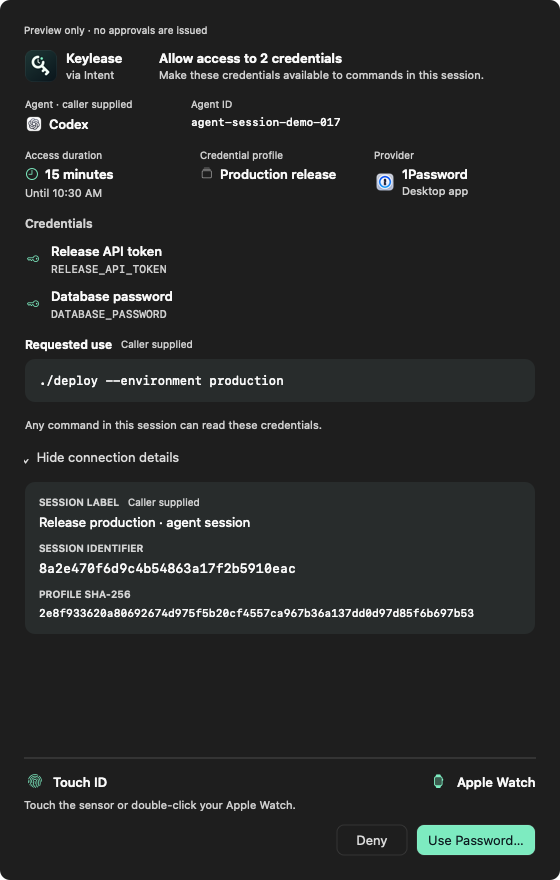 Preview only · no approvals are issued
Keylease
via Intent
Allow access to 2 credentials
Make these credentials available to commands in this session.
Agent · caller supplied
Codex
Agent ID
agent-session-demo-017
Access duration
15 minutes
Until 10:30 AM
Credential profile
Production release
Provider
1Password
Desktop app
Credentials
Release API token
RELEASE_API_TOKEN
Database password
DATABASE_PASSWORD
Requested use Caller supplied
./deploy --environment production
Any command in this session can read these credentials.
Hide connection details
SESSION LABEL Caller supplied
Release production · agent session
SESSION IDENTIFIER
8a2e470f6d9c4b54863a17f2b5910eac
PROFILE SHA-256
2e8f933620a80692674d975f5b20cf4557ca967b36a137dd0d97d85f6b697b53
Touch ID
Apple Watch
Touch the sensor or double-click your Apple Watch.
Deny
Use Password...